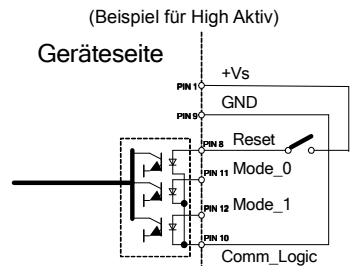 (Beispiel für High Aktiv)
Geräteseite
PIN 1 +Vs
PIN 9 GND
PIN 8 Reset
PIN 11 Mode_0
PIN 12 Mode_1
PIN 10 Comm_Logic